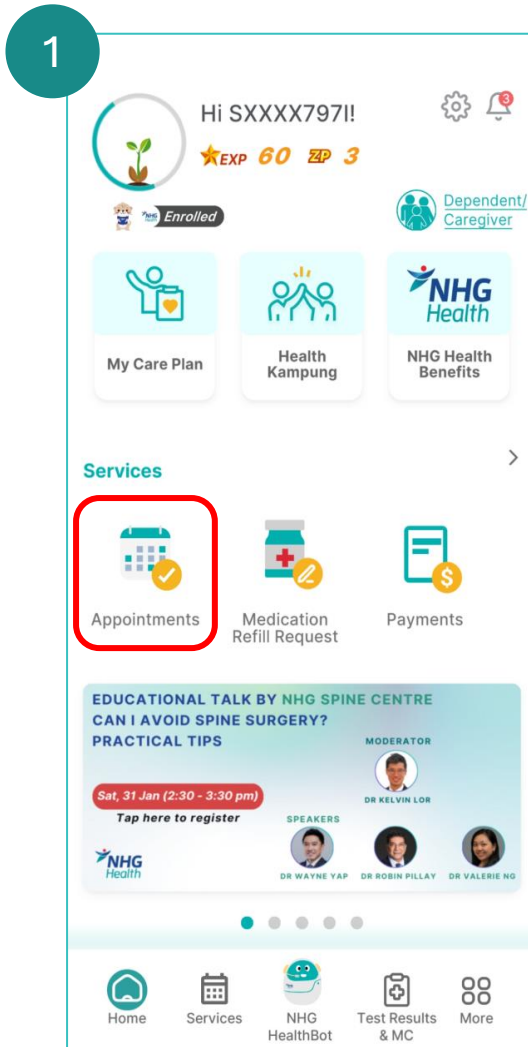 1
Hi SXXXX797I!
3
EXP 60 ZP 3
NHG Health Enrolled
Dependent/
Caregiver
NHG
Health
My Care Plan
Health
Kampung
NHG Health
Benefits
Services
Appointments
Medication
Refill Request
Payments
EDUCATIONAL TALK BY NHG SPINE CENTRE
CAN I AVOID SPINE SURGERY?
PRACTICAL TIPS
MODERATOR
DR KELVIN LOR
Sat, 31 Jan (2:30 - 3:30 pm)
Tap here to register
SPEAKERS
NHG
Health
DR WAYNE YAP
DR ROBIN PILLAY
DR VALERIE NG
Home
Services
NHG
HealthBot
Test Results
& MC
More